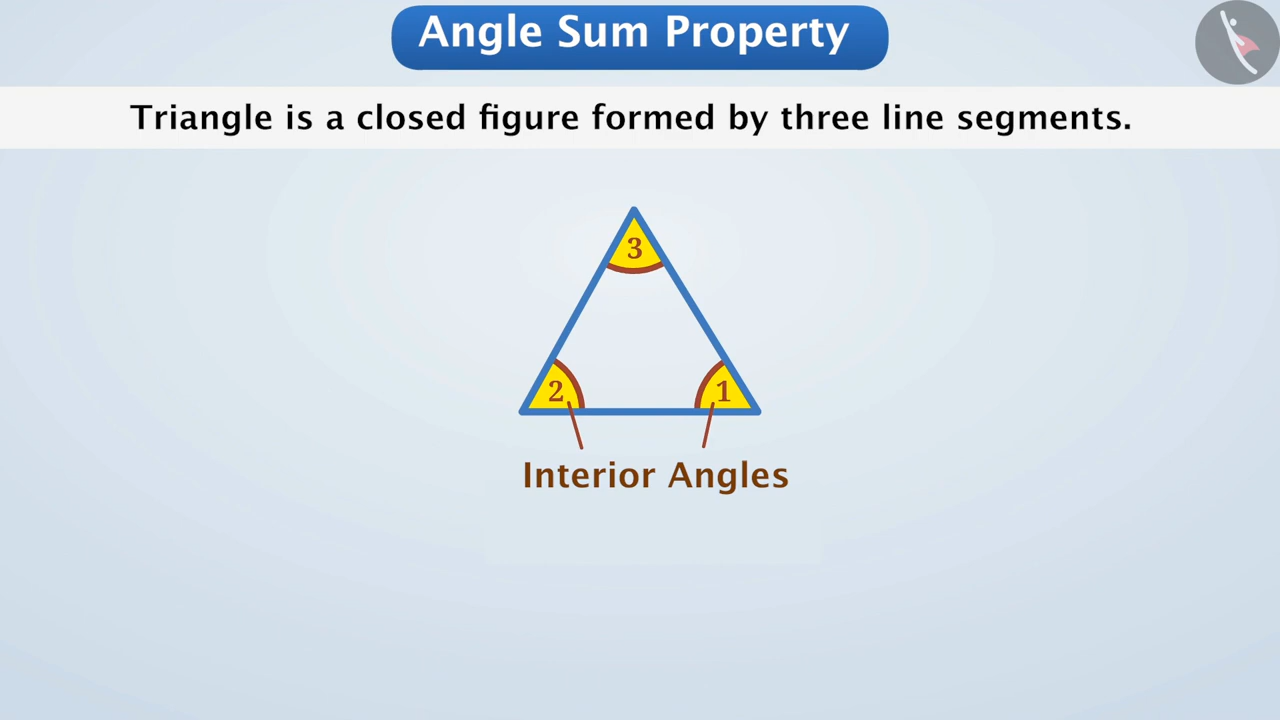 Angle Sum Property
Triangle is a closed figure formed by three line segments.
3
2 1
Interior Angles